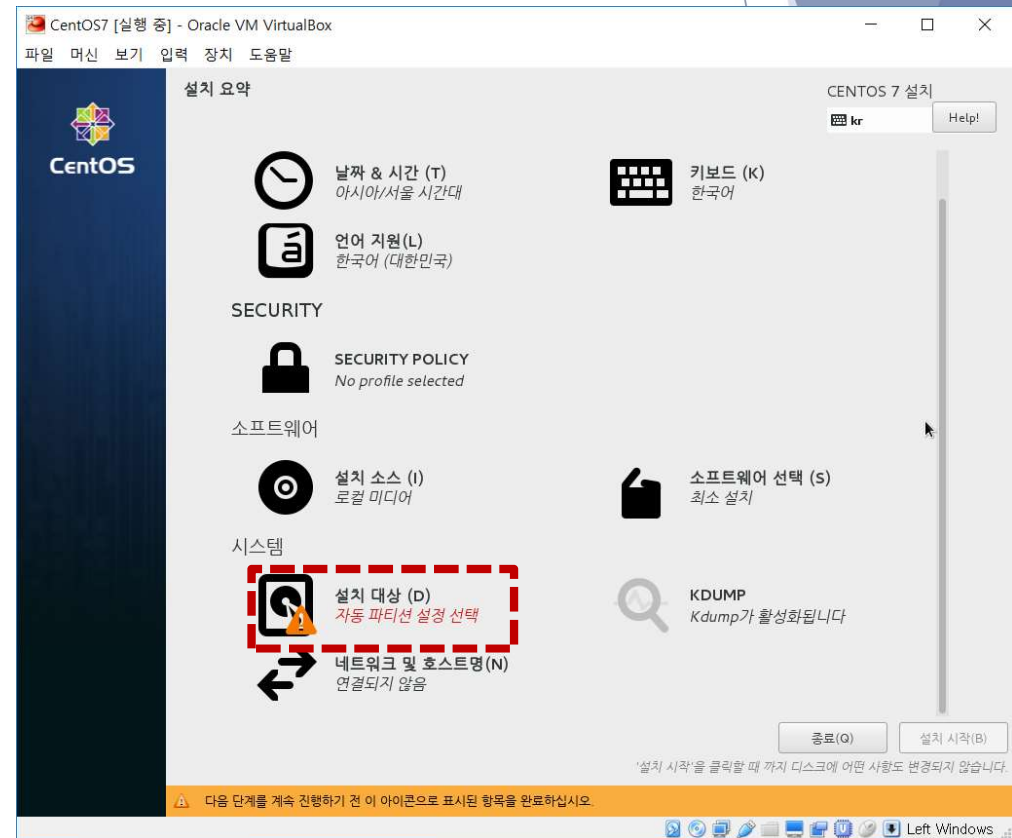 CentOS7 [실행 중] - Oracle VM VirtualBox
파일 머신 보기 입력 장치 도움말
설치 요약
CENTOS 7 설치
kr
Help!
CentOS
날짜 & 시간 (T)
아시아/서울 시간대
키보드 (K)
한국어
언어 지원(L)
한국어 (대한민국)
SECURITY
SECURITY POLICY
No profile selected
소프트웨어
설치 소스 (I)
로컬 미디어
소프트웨어 선택 (S)
최소 설치
시스템
설치 대상 (D)
자동 파티션 설정 선택
KDUMP
Kdump가 활성화됩니다
네트워크 및 호스트명(N)
연결되지 않음
종료(Q)
설치 시작(B)
'설치 시작'을 클릭할 때 까지 디스크에 어떤 사항도 변경되지 않습니다.
다음 단계를 계속 진행하기 전 이 아이콘으로 표시된 항목을 완료하십시오.
Left Windows